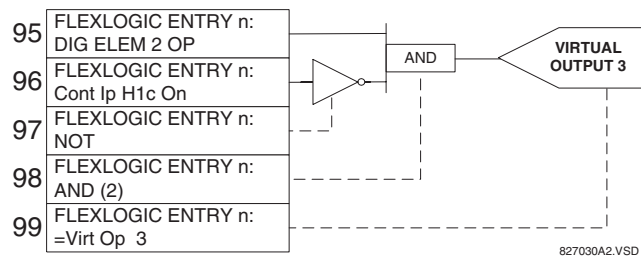 95 FLEXLOGIC ENTRY n:
DIG ELEM 2 OP
96 FLEXLOGIC ENTRY n:
Cont Ip H1c On
97 FLEXLOGIC ENTRY n:
NOT
98 FLEXLOGIC ENTRY n:
AND (2)
99 FLEXLOGIC ENTRY n:
=Virt Op 3
AND
VIRTUAL
OUTPUT 3
827030A2.VSD